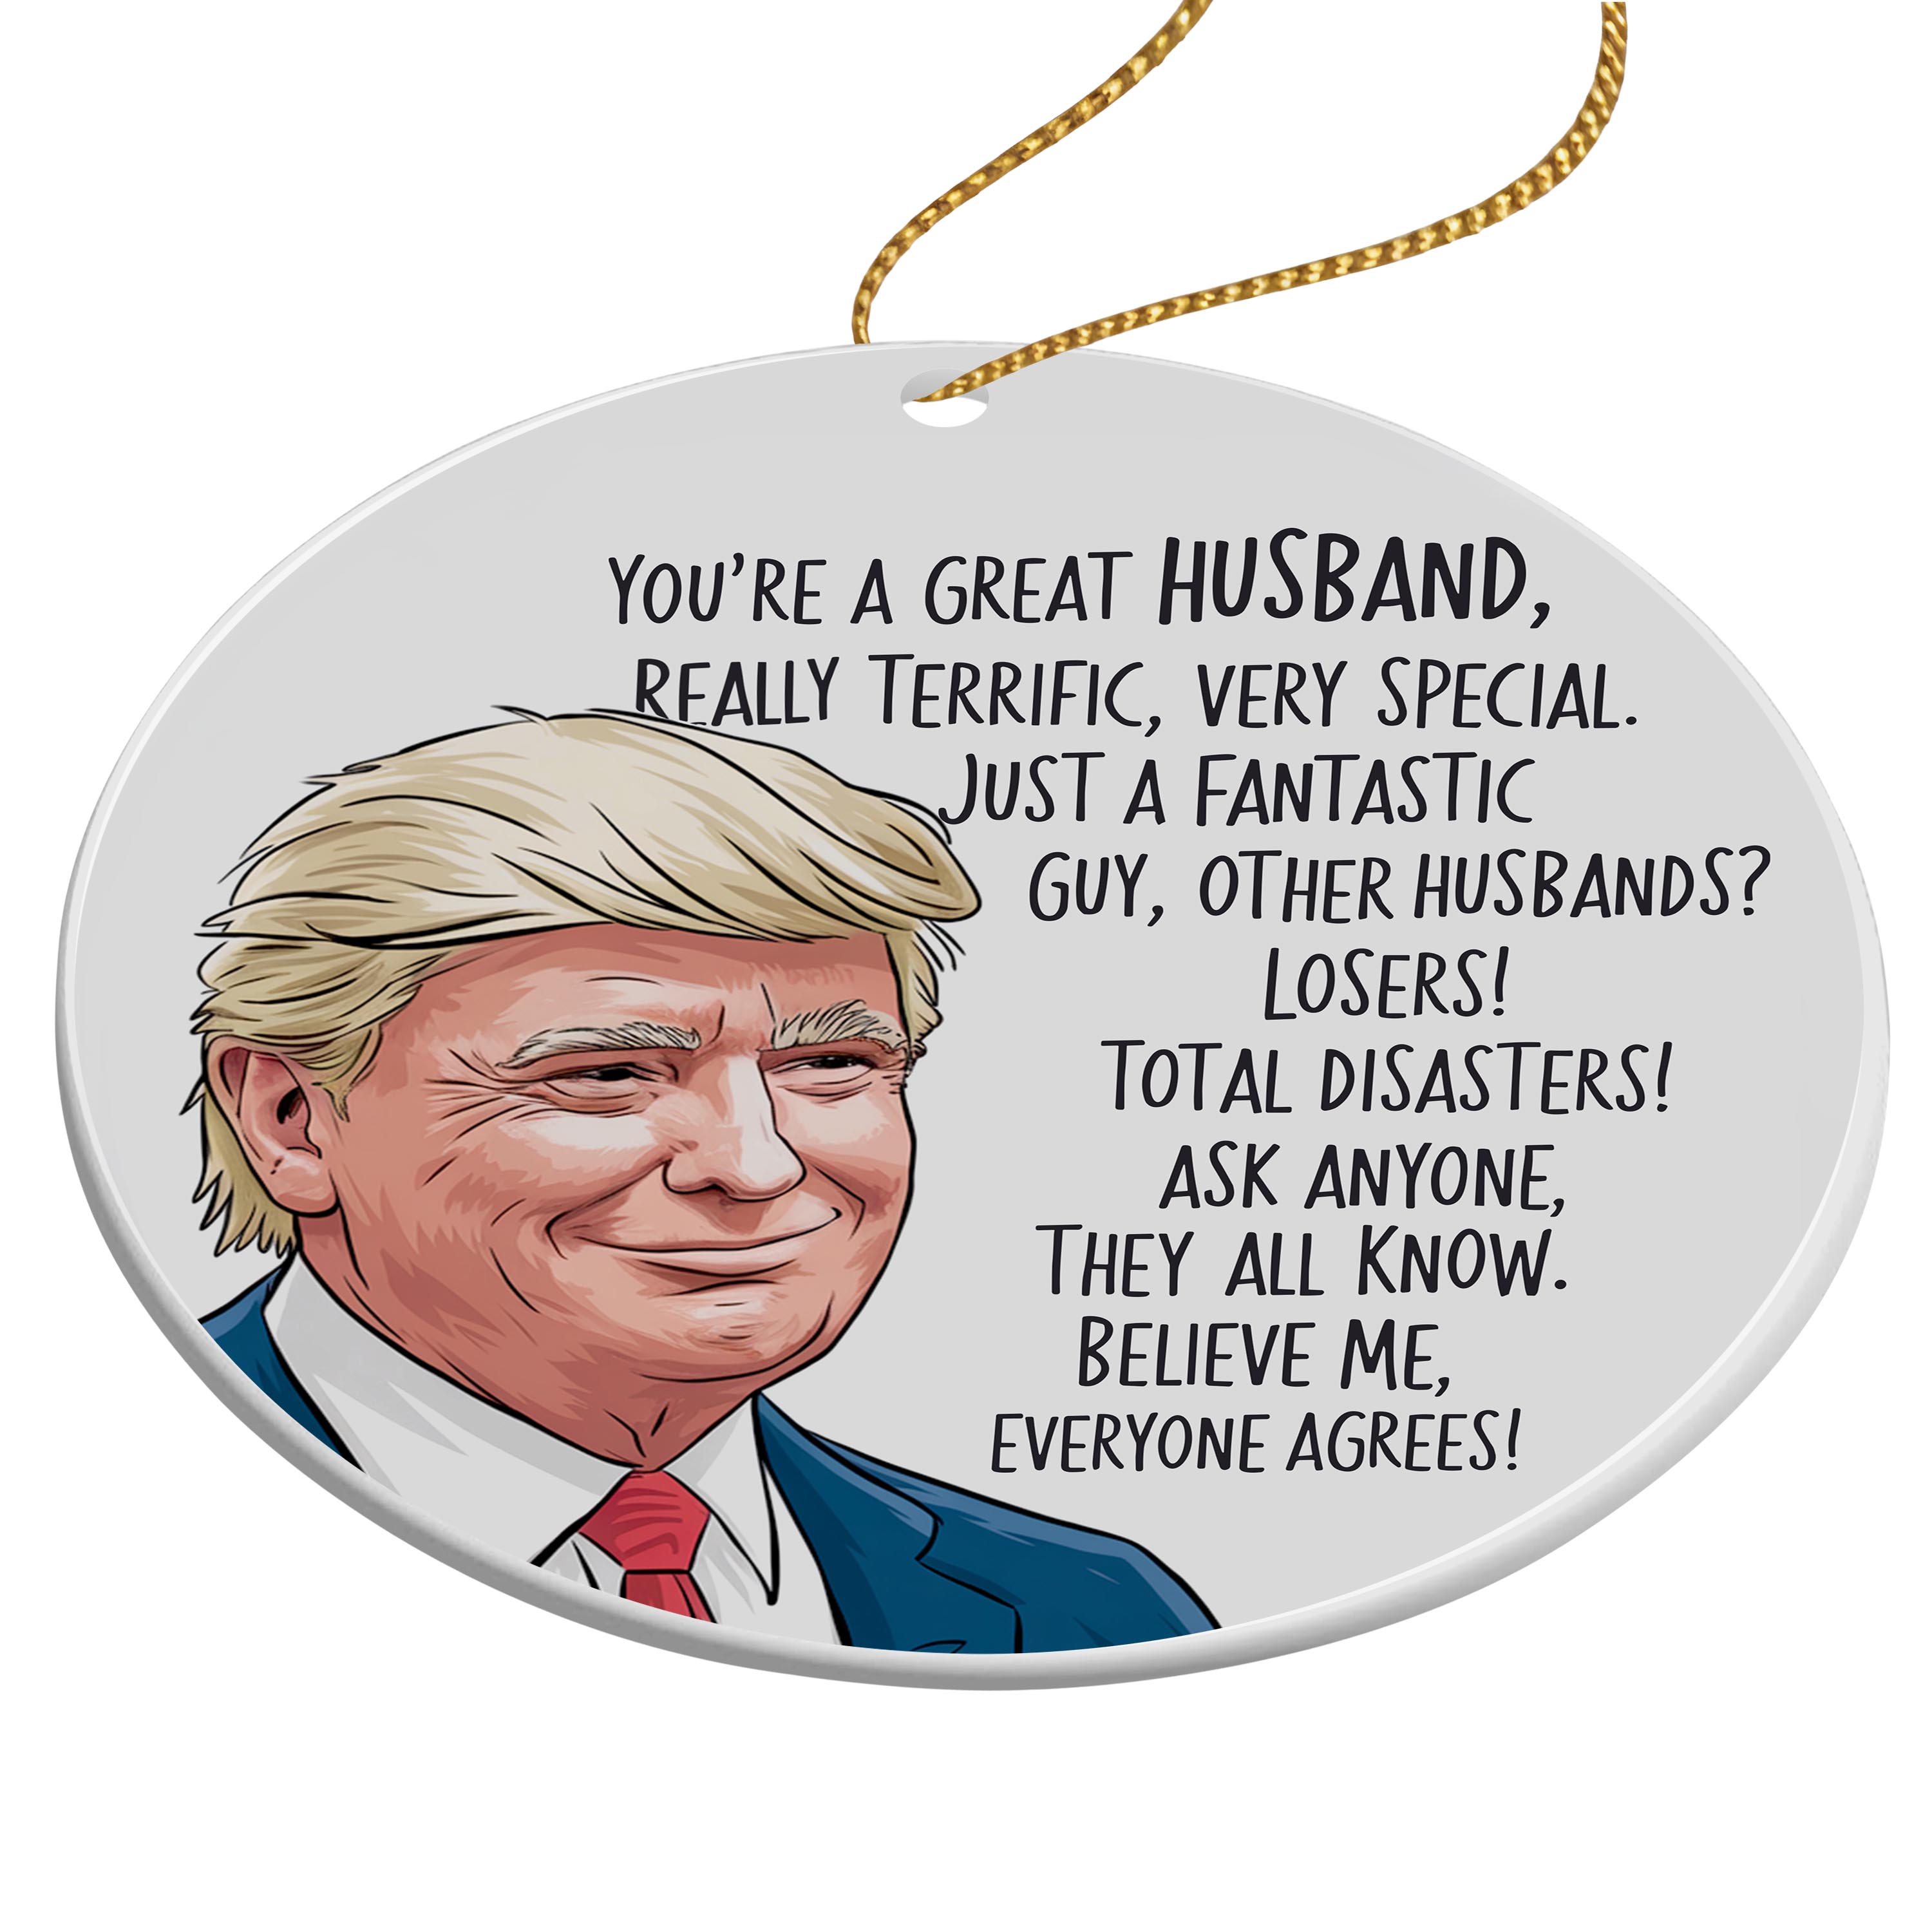 YOU'RE A GREAT HUSBAND,
REALLY TERRIFIC, VERY SPECIAL.
JUST A FANTASTIC
GUY, OTHER HUSBANDS?
LOSERS!
TOTAL DISASTERS!
ASK ANYONE,
THEY ALL KNOW.
BELIEVE ME,
EVERYONE AGREES!